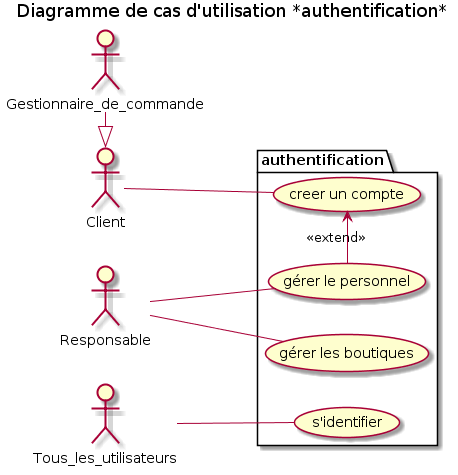 Diagramme de cas d'utilisation *authentification*
Gestionnaire_de_commande
authentification
creer un compte
Client
«extend»
gérer le personnel
Responsable
gérer les boutiques
s'identifier
Tous_les_utilisateurs